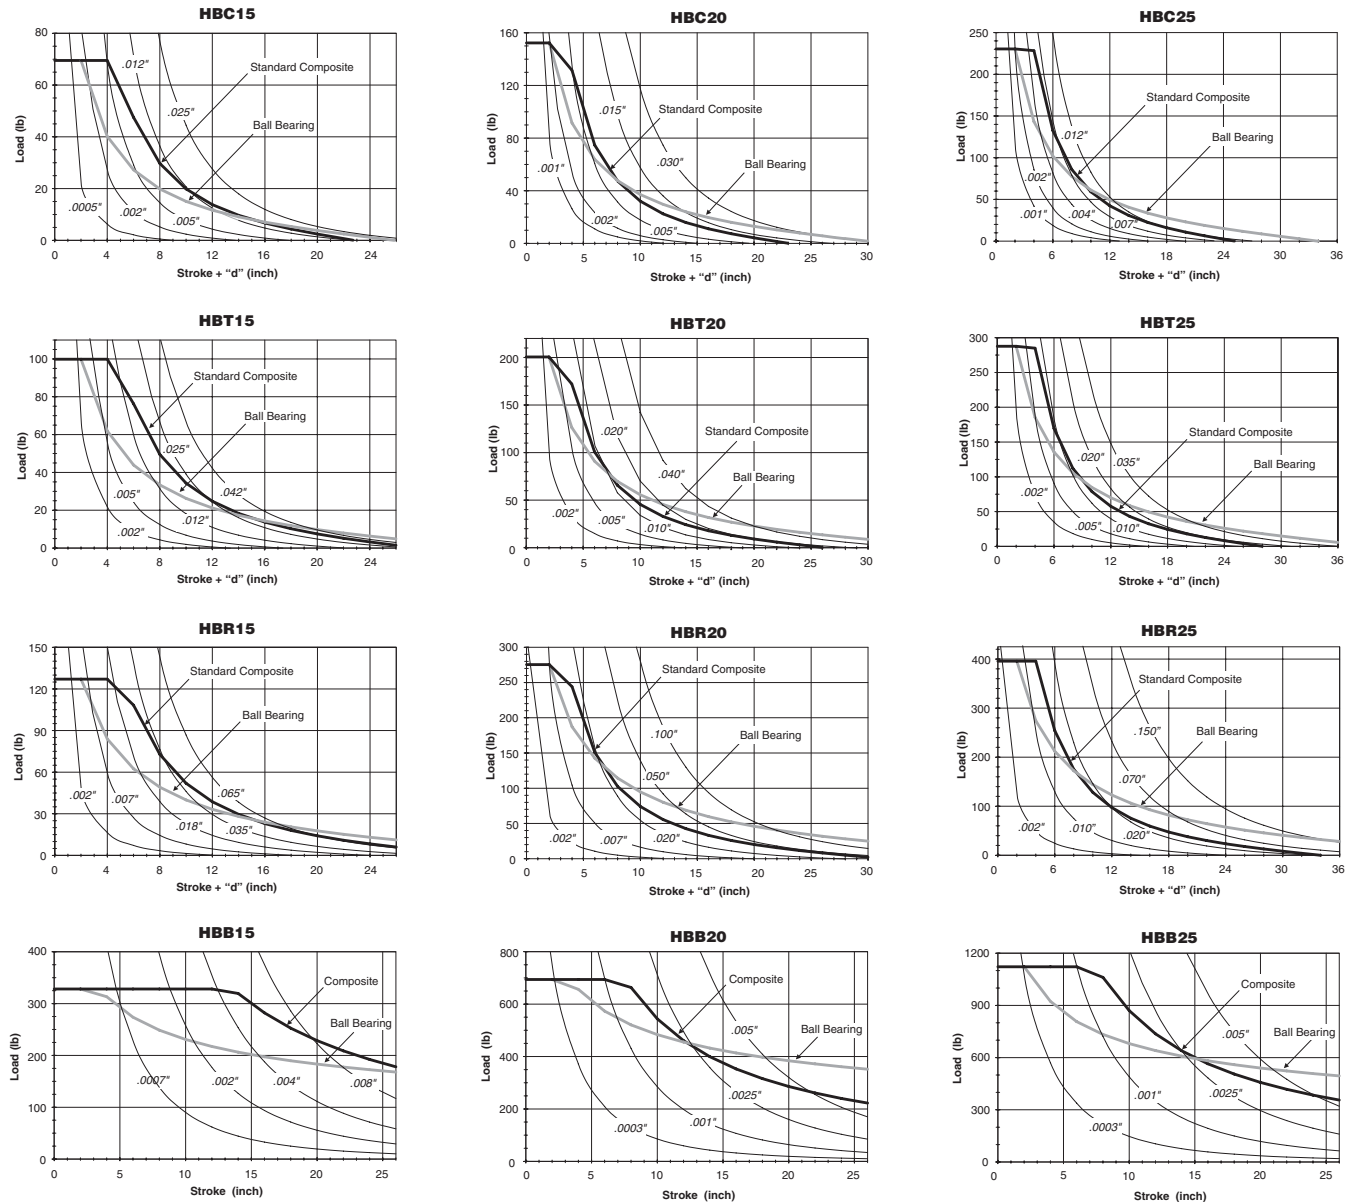 HBC15
Load (lb)
80
60
40
20
0
0 4 8 12 16 20 24
Stroke + “d” (inch)
.012"
.025"
.0005"
.002"
.005"
Standard Composite
Ball Bearing
HBC20
Load (lb)
160
120
80
40
0
0 5 10 15 20 25 30
Stroke + “d” (inch)
.015"
.030"
.001"
.002"
.005"
Standard Composite
Ball Bearing
HBC25
Load (lb)
250
200
150
100
50
0
0 6 12 18 24 30 36
Stroke + “d” (inch)
.012"
.002"
.001"
.004"
.007"
Standard Composite
Ball Bearing
HBT15
Load (lb)
100
80
60
40
20
0
0 4 8 12 16 20 24
Stroke + “d” (inch)
Standard Composite
Ball Bearing
.025"
.042"
.005"
.012"
.002"
HBT20
Load (lb)
200
150
100
50
0
0 5 10 15 20 25 30
Stroke + “d” (inch)
.020"
.040"
.002"
.005"
.010"
Standard Composite
Ball Bearing
HBT25
Load (lb)
300
250
200
150
100
50
0
0 6 12 18 24 30 36
Stroke + “d” (inch)
.020"
.035"
.002"
.005"
.010"
Standard Composite
Ball Bearing
HBR15
Load (lb)
150
120
90
60
30
0
0 4 8 12 16 20 24
Stroke + “d” (inch)
Standard Composite
Ball Bearing
.002"
.007"
.065"
.018"
.035"
HBR20
Load (lb)
300
250
200
150
100
50
0
0 5 10 15 20 25 30
Stroke + “d” (inch)
Standard Composite
Ball Bearing
.100"
.050"
.002"
.007"
.020"
HBR25
Load (lb)
400
300
200
100
0
0 6 12 18 24 30 36
Stroke + “d” (inch)
Standard Composite
Ball Bearing
.150"
.070"
.002"
.010"
.020"
HBB15
Load (lb)
400
300
200
100
0
0 5 10 15 20 25
Stroke (inch)
Composite
Ball Bearing
.0007"
.002"
.004"
.008"
HBB20
Load (lb)
800
600
400
200
0
0 5 10 15 20 25
Stroke (inch)
Composite
Ball Bearing
.005"
.0025"
.001"
.0003"
HBB25
Load (lb)
1200
900
600
300
0
0 5 10 15 20 25
Stroke (inch)
Composite
Ball Bearing
.005"
.0025"
.001"
.0003"